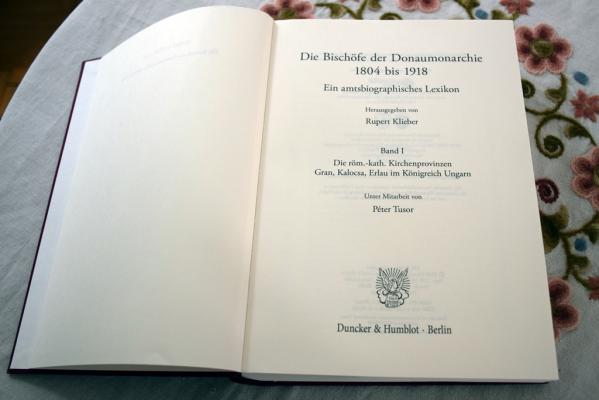 Die Bischöfe der Donaumonarchie
1804 bis 1918
Ein amtsbiographisches Lexikon
Herausgegeben von
Rupert Klieber
Band I
Die röm.-kath. Kirchenprovinzen
Gran, Kalocsa, Erlau im Königreich Ungarn
Unter Mitarbeit von
Péter Tusor
Duncker & Humblot · Berlin